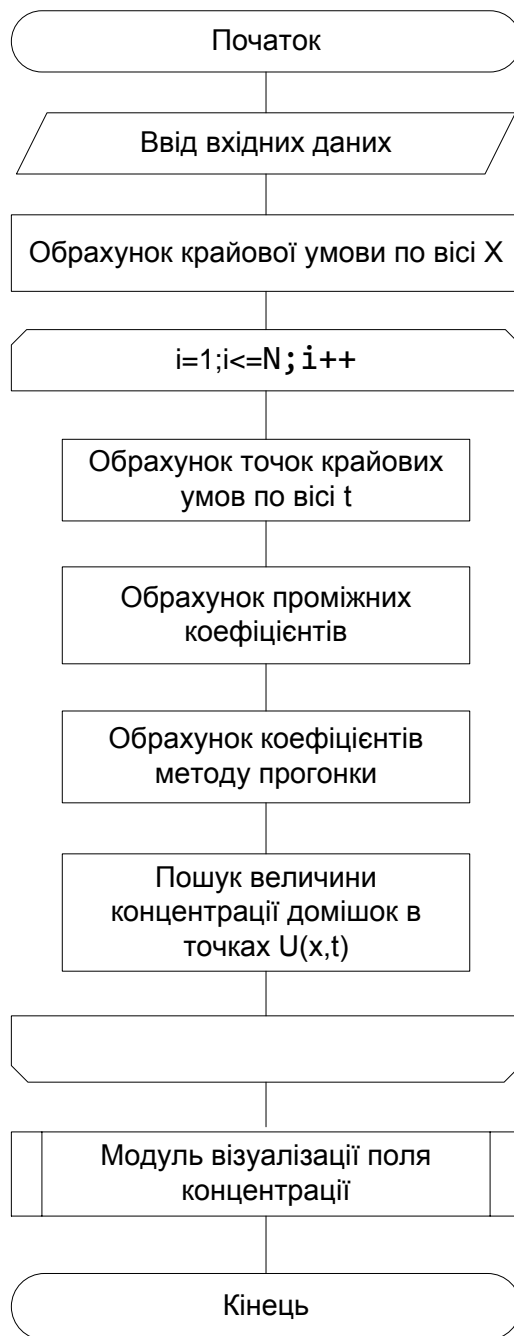 Початок
Ввід вхідних даних
Обрахунок крайової умови по вісі X
i=1;i<=N;i++
Обрахунок точок крайових
умов по вісі t
Обрахунок проміжних
коефіцієнтів
Обрахунок коефіцієнтів
методу прогонки
Пошук величини
концентрації домішок в
точках U(x,t)
Модуль візуалізації поля
концентрації
Кінець